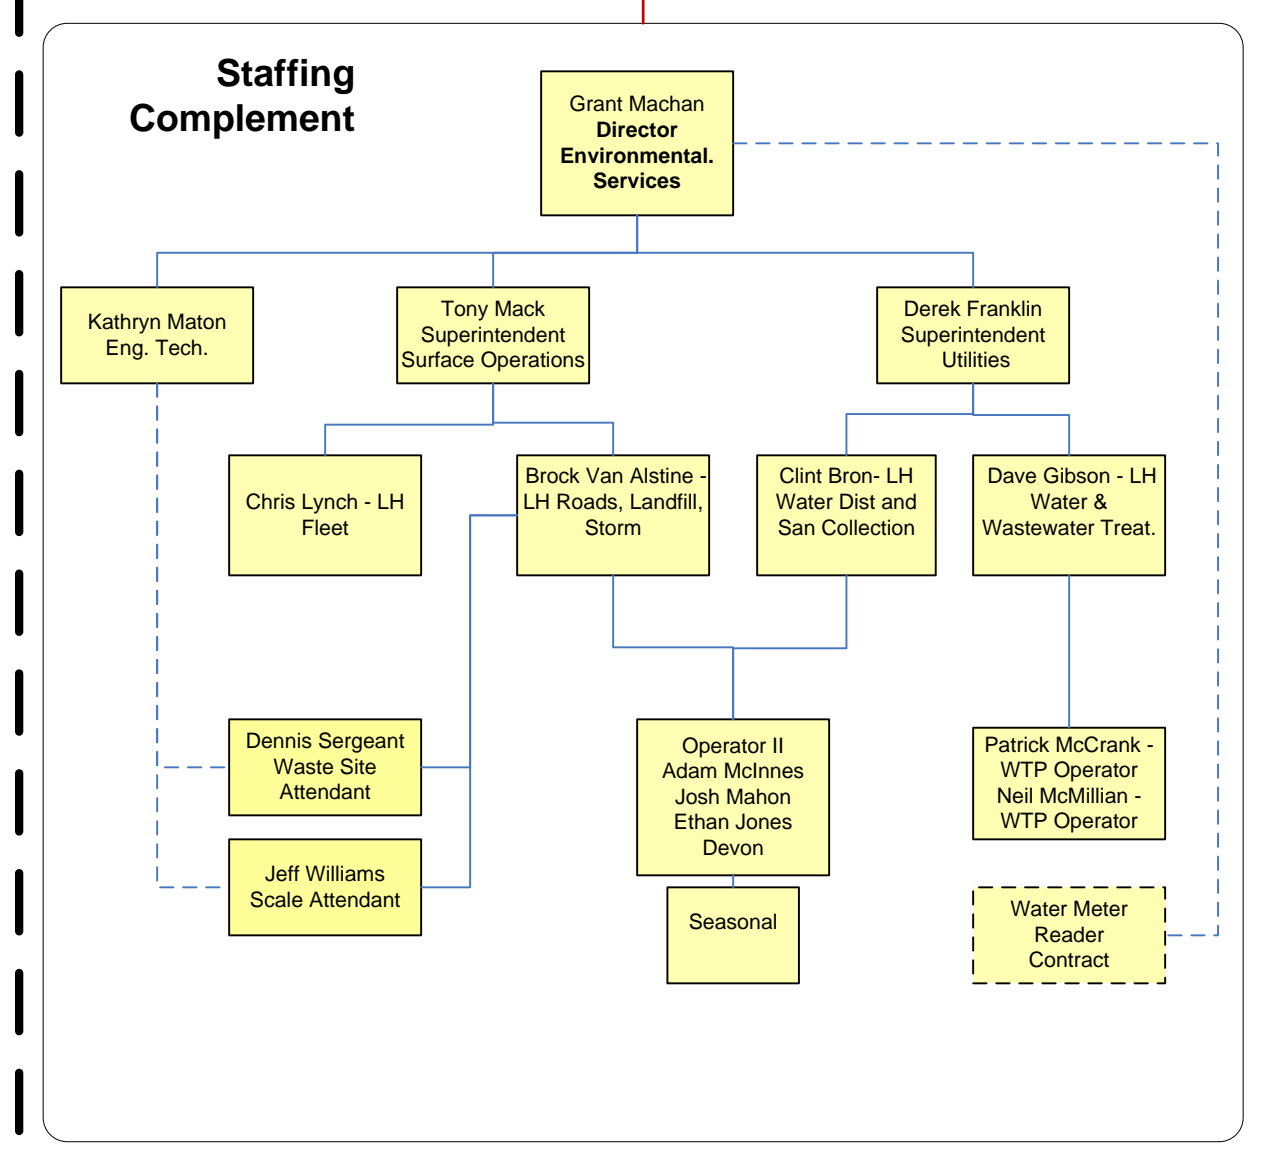 Staffing
Complement
Grant Machan
Director
Environmental.
Services
Kathryn Maton
Eng. Tech.
Tony Mack
Superintendent
Surface Operations
Derek Franklin
Superintendent
Utilities
Chris Lynch - LH
Fleet
Brock Van Alstine -
LH Roads, Landfill,
Storm
Clint Bron- LH
Water Dist and
San Collection
Dave Gibson - LH
Water &
Wastewater Treat.
Dennis Sergeant
Waste Site
Attendant
Jeff Williams
Scale Attendant
Operator II
Adam McInnes
Josh Mahon
Ethan Jones
Devon
Seasonal
Patrick McCrank -
WTP Operator
Neil McMillian -
WTP Operator
Water Meter
Reader
Contract